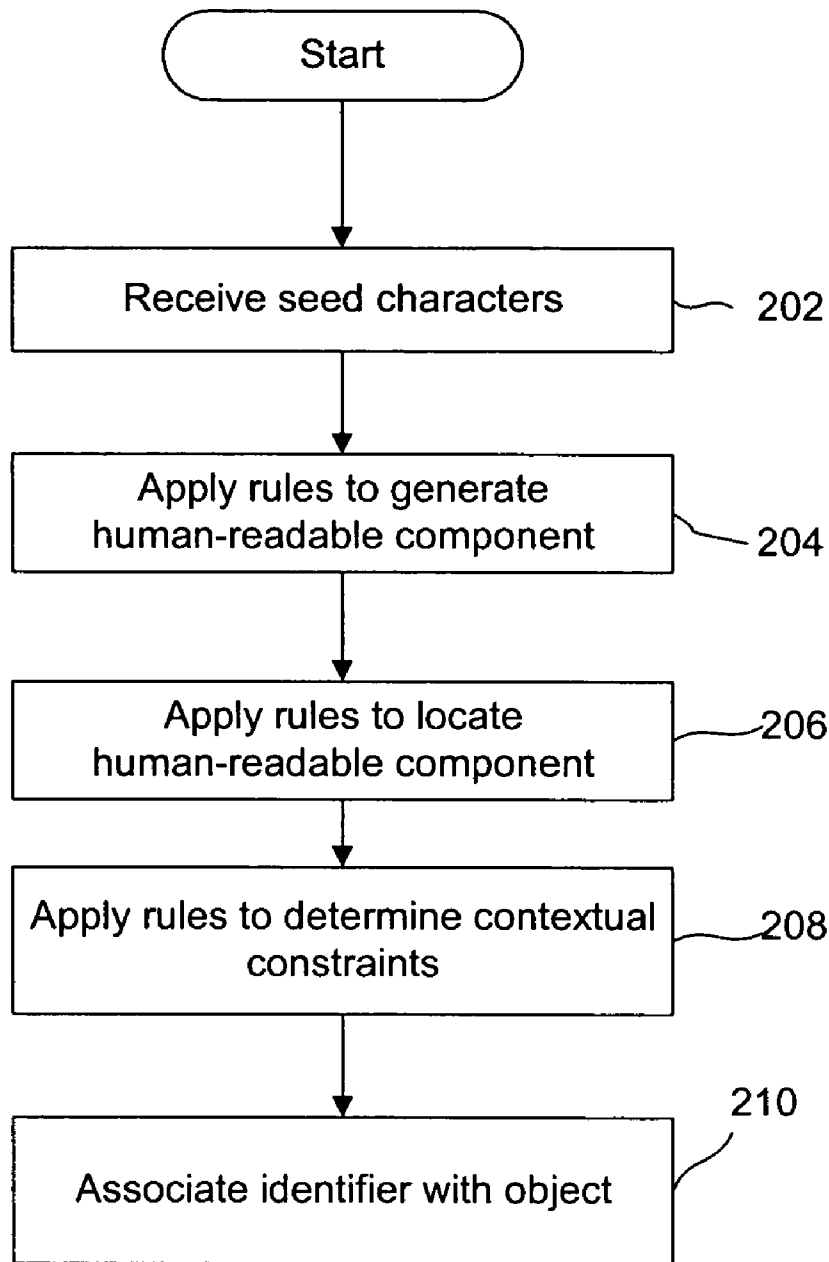 Start
Receive seed characters
202
Apply rules to generate
human-readable component
204
Apply rules to locate
human-readable component
206
Apply rules to determine contextual
constraints
208
210
Associate identifier with object